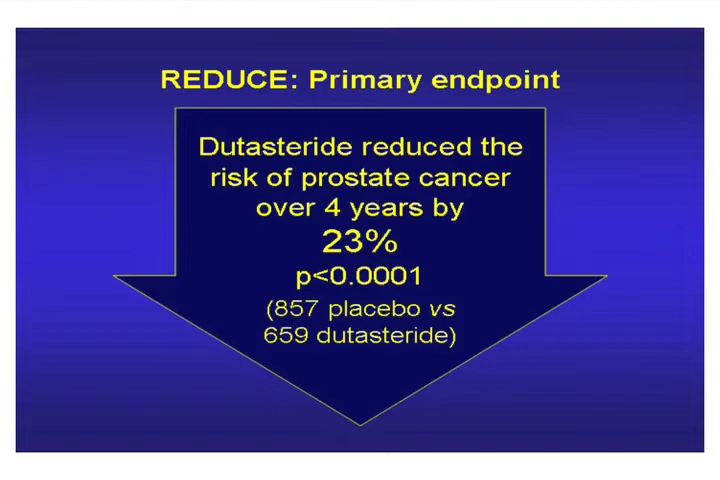 REDUCE: Primary endpoint
Dutasteride reduced the
risk of prostate cancer
over 4 years by
23%
p<0.0001
(857 placebo vs
659 dutasteride)